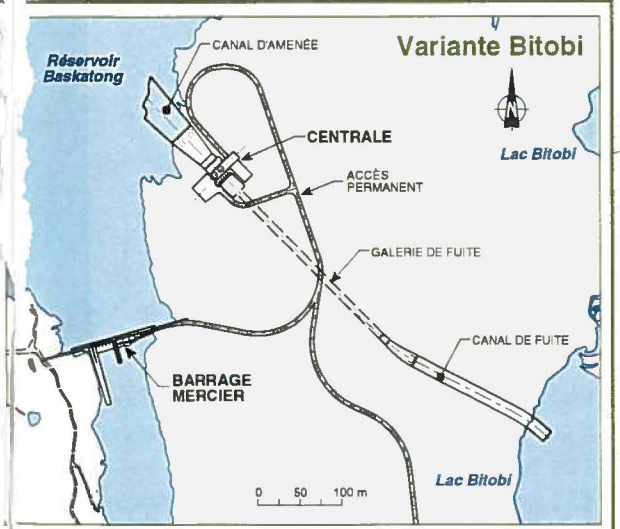 Variante Bitobi
Réservoir
Baskatong
CANAL D'AMENÉE
N
CENTRALE
Lac Bitobi
ACCÈS
PERMANENT
GALERIE DE FUITE
CANAL DE FUITE
BARRAGE
MERCIER
Lac Bitobi
0 50 100 m